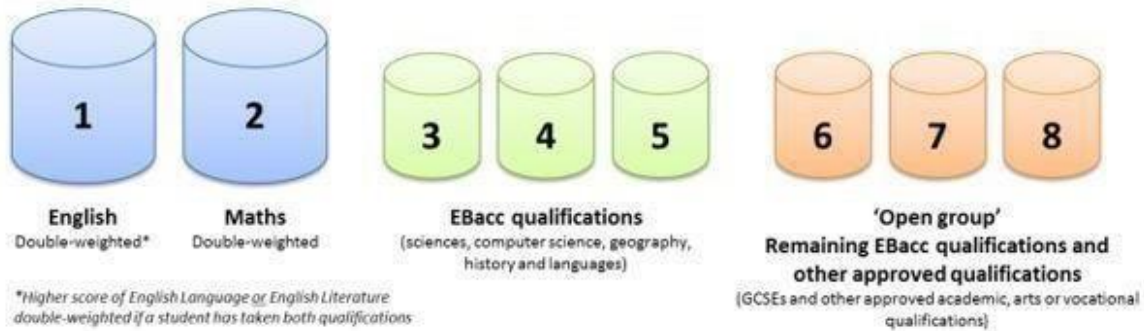 1
2
3
4
5
6
7
8
English
Double-weighted*
Maths
Double-weighted
EBacc qualifications
(sciences, computer science, geography,
history and languages)
‘Open group’
Remaining EBacc qualifications and
other approved qualifications
(GCSEs and other approved academic, arts or vocational
qualifications)
*Higher score of English Language or English Literature
double-weighted if a student has taken both qualifications